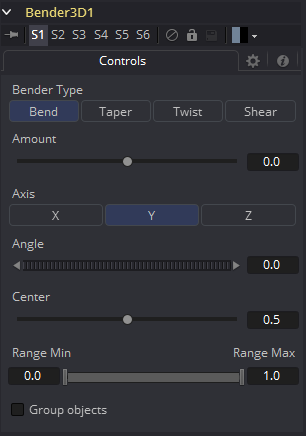 Bender3D1
S1 S2 S3 S4 S5 S6
Controls
Bender Type
Bend Taper Twist Shear
Amount
0.0
Axis
X Y Z
Angle
0.0
Center
0.5
Range Min Range Max
0.0 1.0
Group objects